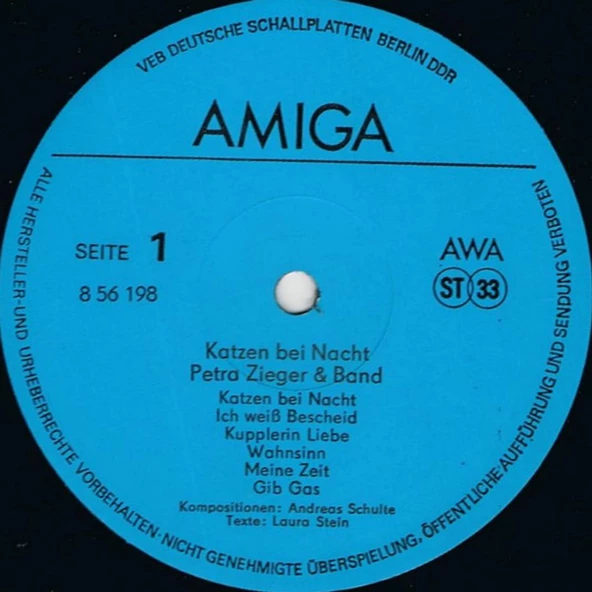 VEB DEUTSCHE SCHALLPLATTEN BERLIN DDR
AMIGA
SEITE 1
8 56 198
AWA
ST 33
Katzen bei Nacht
Petra Zieger & Band
Katzen bei Nacht
Ich weiß Bescheid
Kupplerin Liebe
Wahnsinn
Meine Zeit
Gib Gas
Kompositionen: Andreas Schulte
Texte: Laura Stein
ALLE HERSTELLER-UND URHEBERRECHTE VORBEHALTEN·NICHT GENEHMIGTE ÜBERSPIELUNG, ÖFFENTLICHE AUFFÜHRUNG UND SENDUNG VERBOTEN